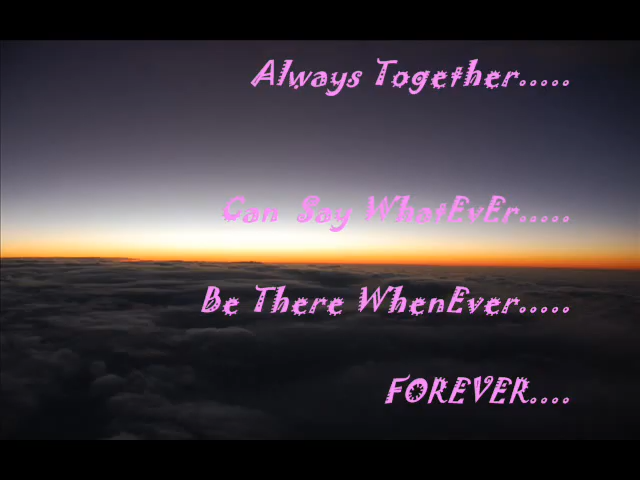 Always Together.....
Can Say WhatEvEr.....
Be There WhenEver.....
FOREVER....